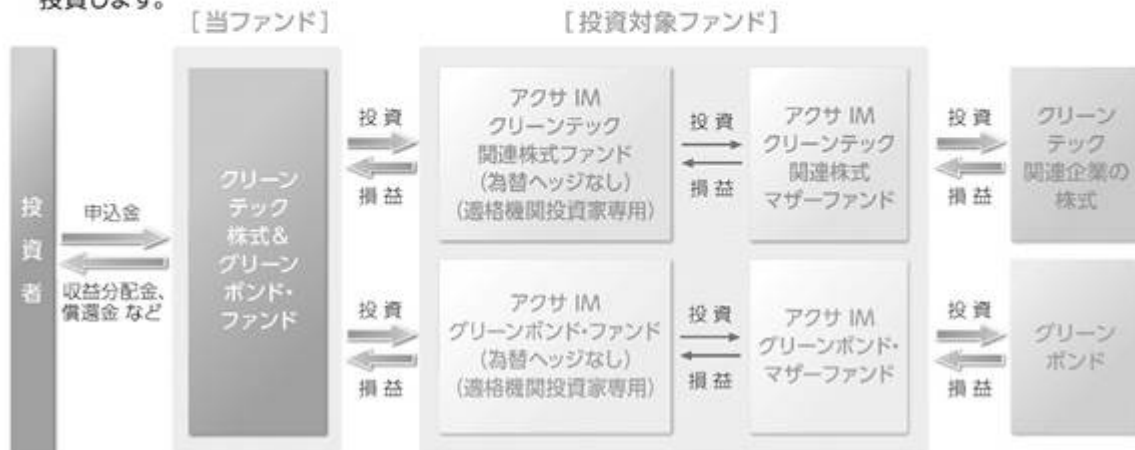 投資します。
[当ファンド]
[投資対象ファンド]
投資者
申込金
収益分配金、
償還金 など
クリーン
テック
株式&
グリーン
ボンド・
ファンド
投資
損益
アクサ IM
クリーンテック
関連株式ファンド
(為替ヘッジなし)
(適格機関投資家専用)
投資
損益
アクサ IM
クリーンテック
関連株式
マザーファンド
投資
損益
クリーン
テック
関連企業の
株式
投資
損益
アクサ IM
グリーンボンド・ファンド
(為替ヘッジなし)
(適格機関投資家専用)
投資
損益
アクサ IM
グリーンボンド・
マザーファンド
投資
損益
グリーン
ボンド